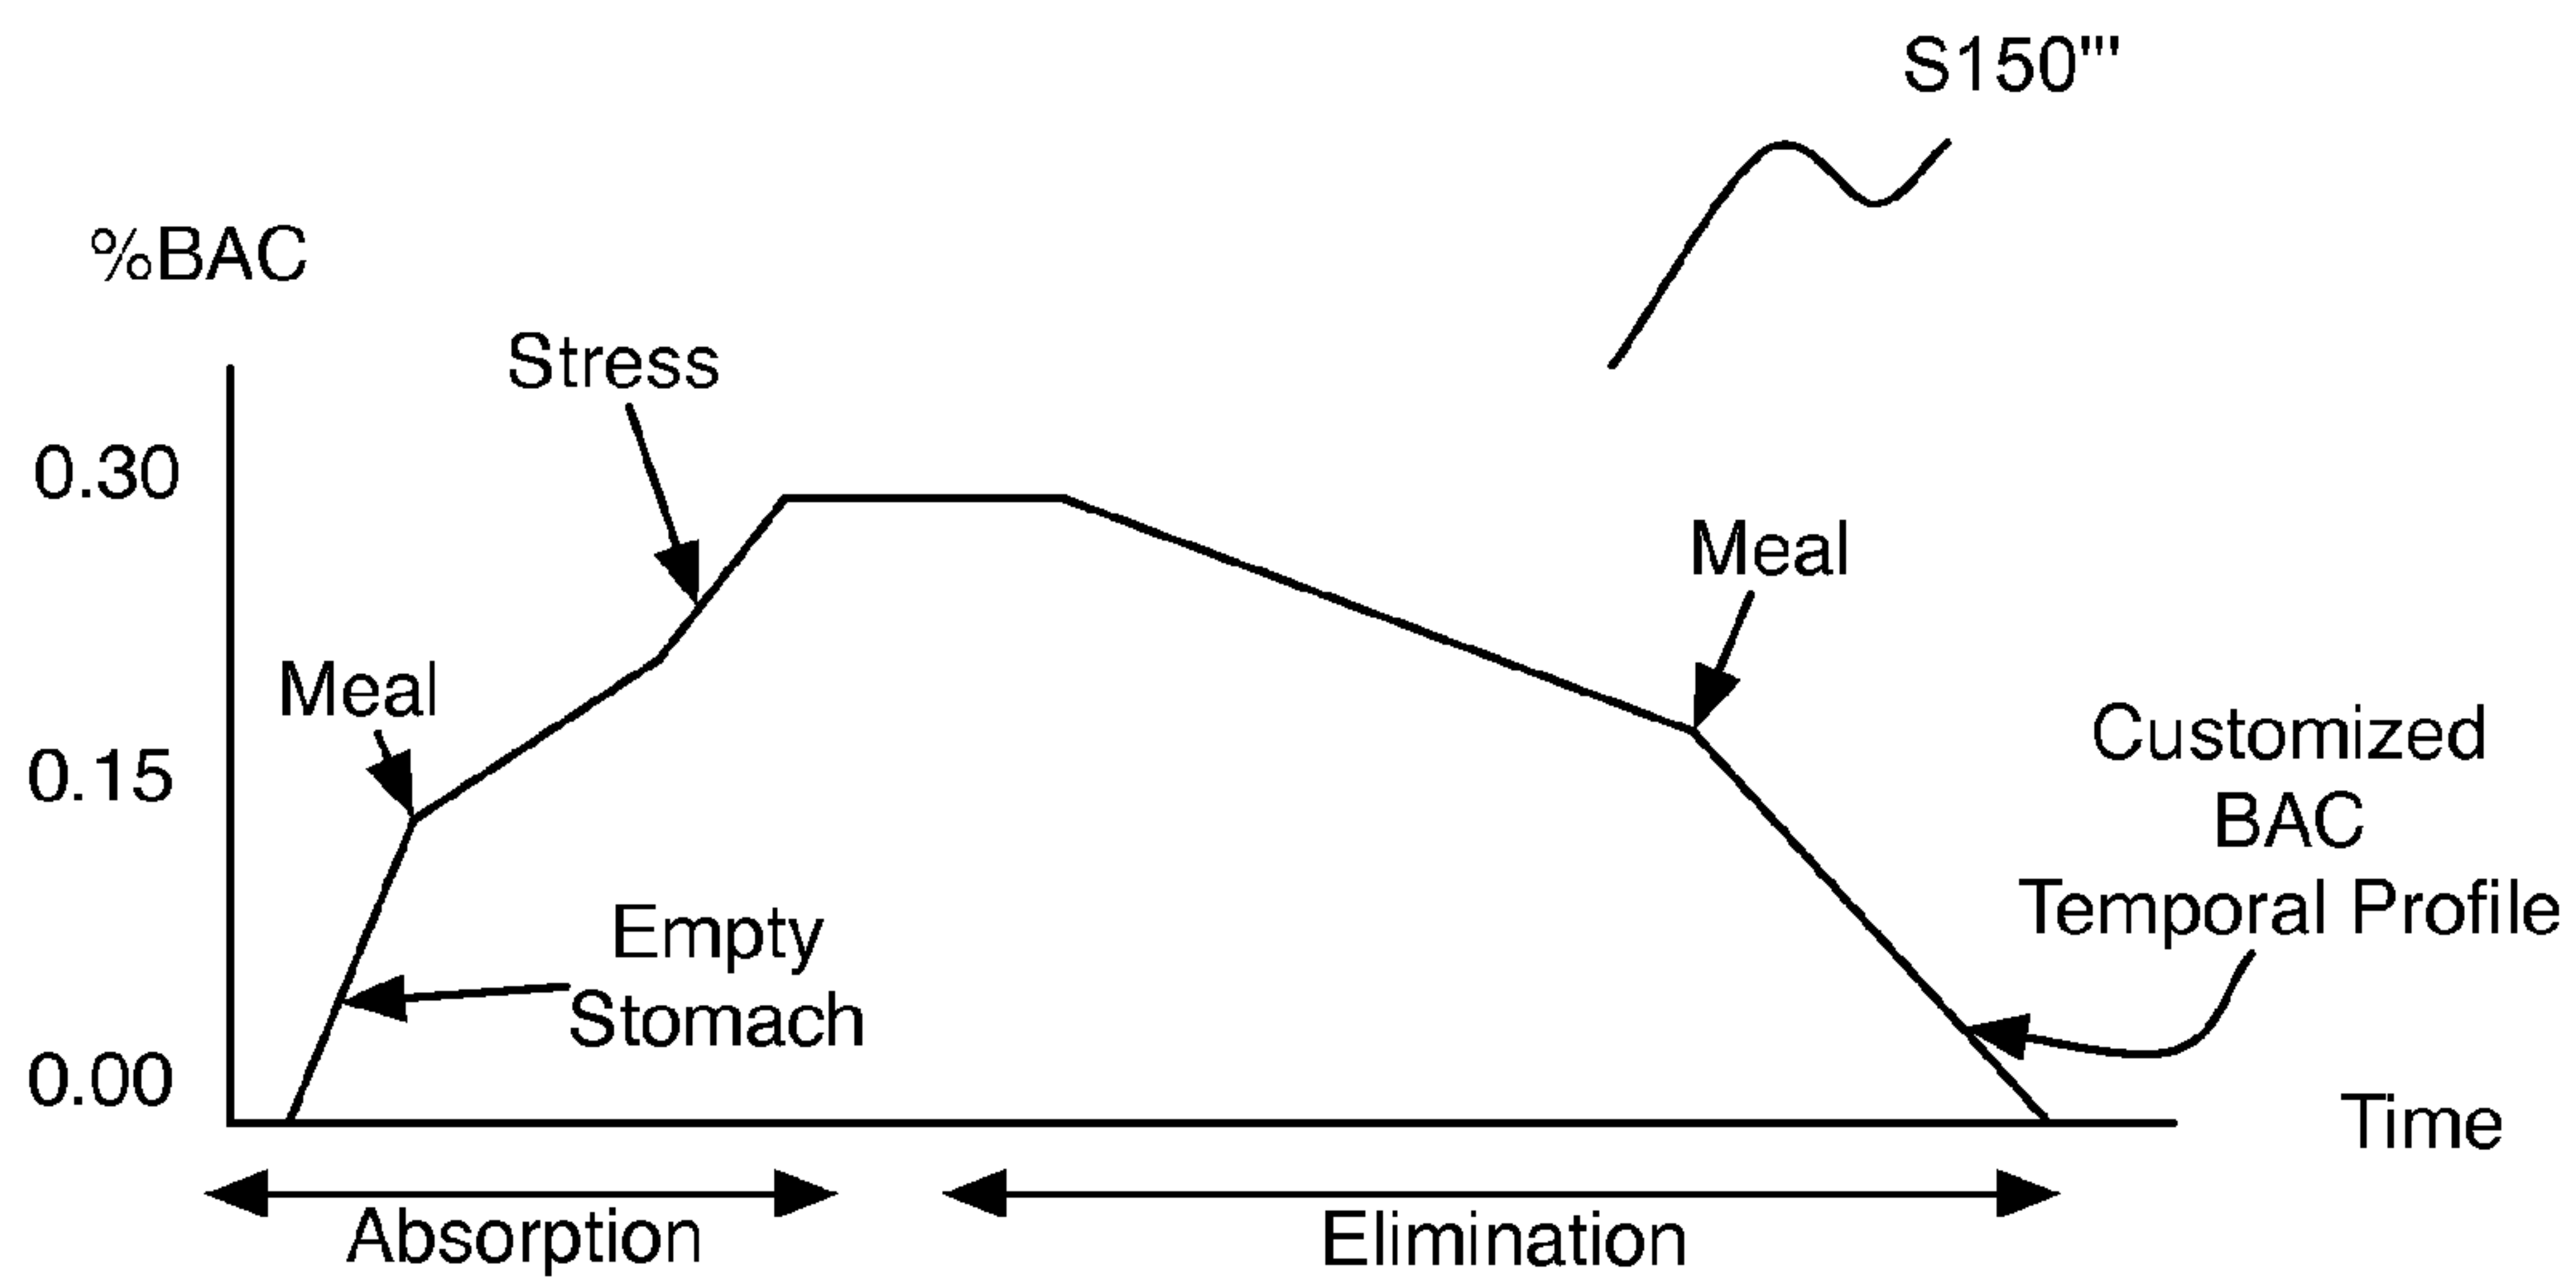 S150'''
%BAC
Stress
0.30
Meal
Meal
0.15
Customized
BAC
Temporal Profile
Empty
Stomach
0.00
Time
Absorption
Elimination